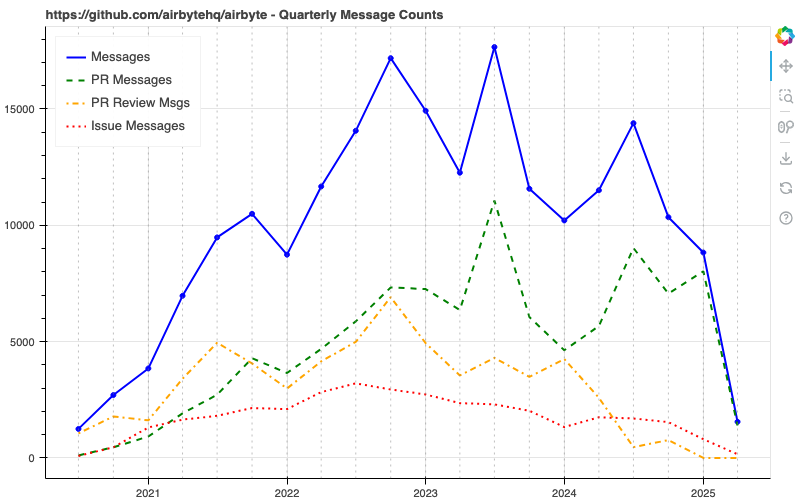 https://github.com/airbytehq/airbyte - Quarterly Message Counts
Messages
PR Messages
PR Review Msgs
Issue Messages
15000
10000
5000
0
2021
2022
2023
2024
2025